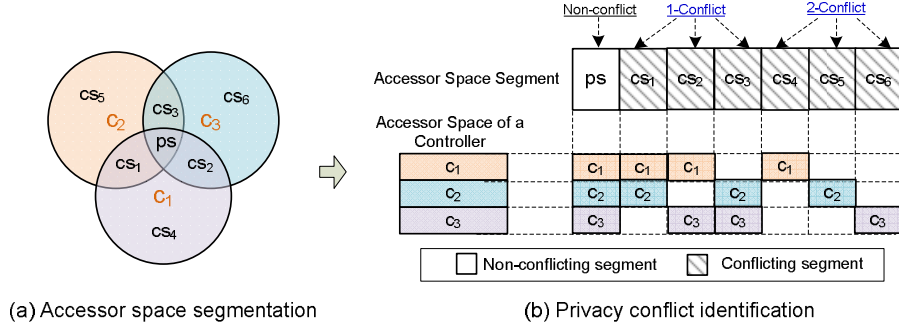 Non-conflict 1-Conflict 2-Conflict
Accessor Space Segment ps cs1 cs2 cs3 cs4 cs5 cs6
Accessor Space of a
Controller
c1 c1 c1 c1 c1
c2 c2 c2 c2 c2
c3 c3 c3 c3 c3
Non-conflicting segment Conflicting segment
cs5 cs3 cs6
c2 c3
ps
cs1 cs2
c1
cs4
(a) Accessor space segmentation (b) Privacy conflict identification